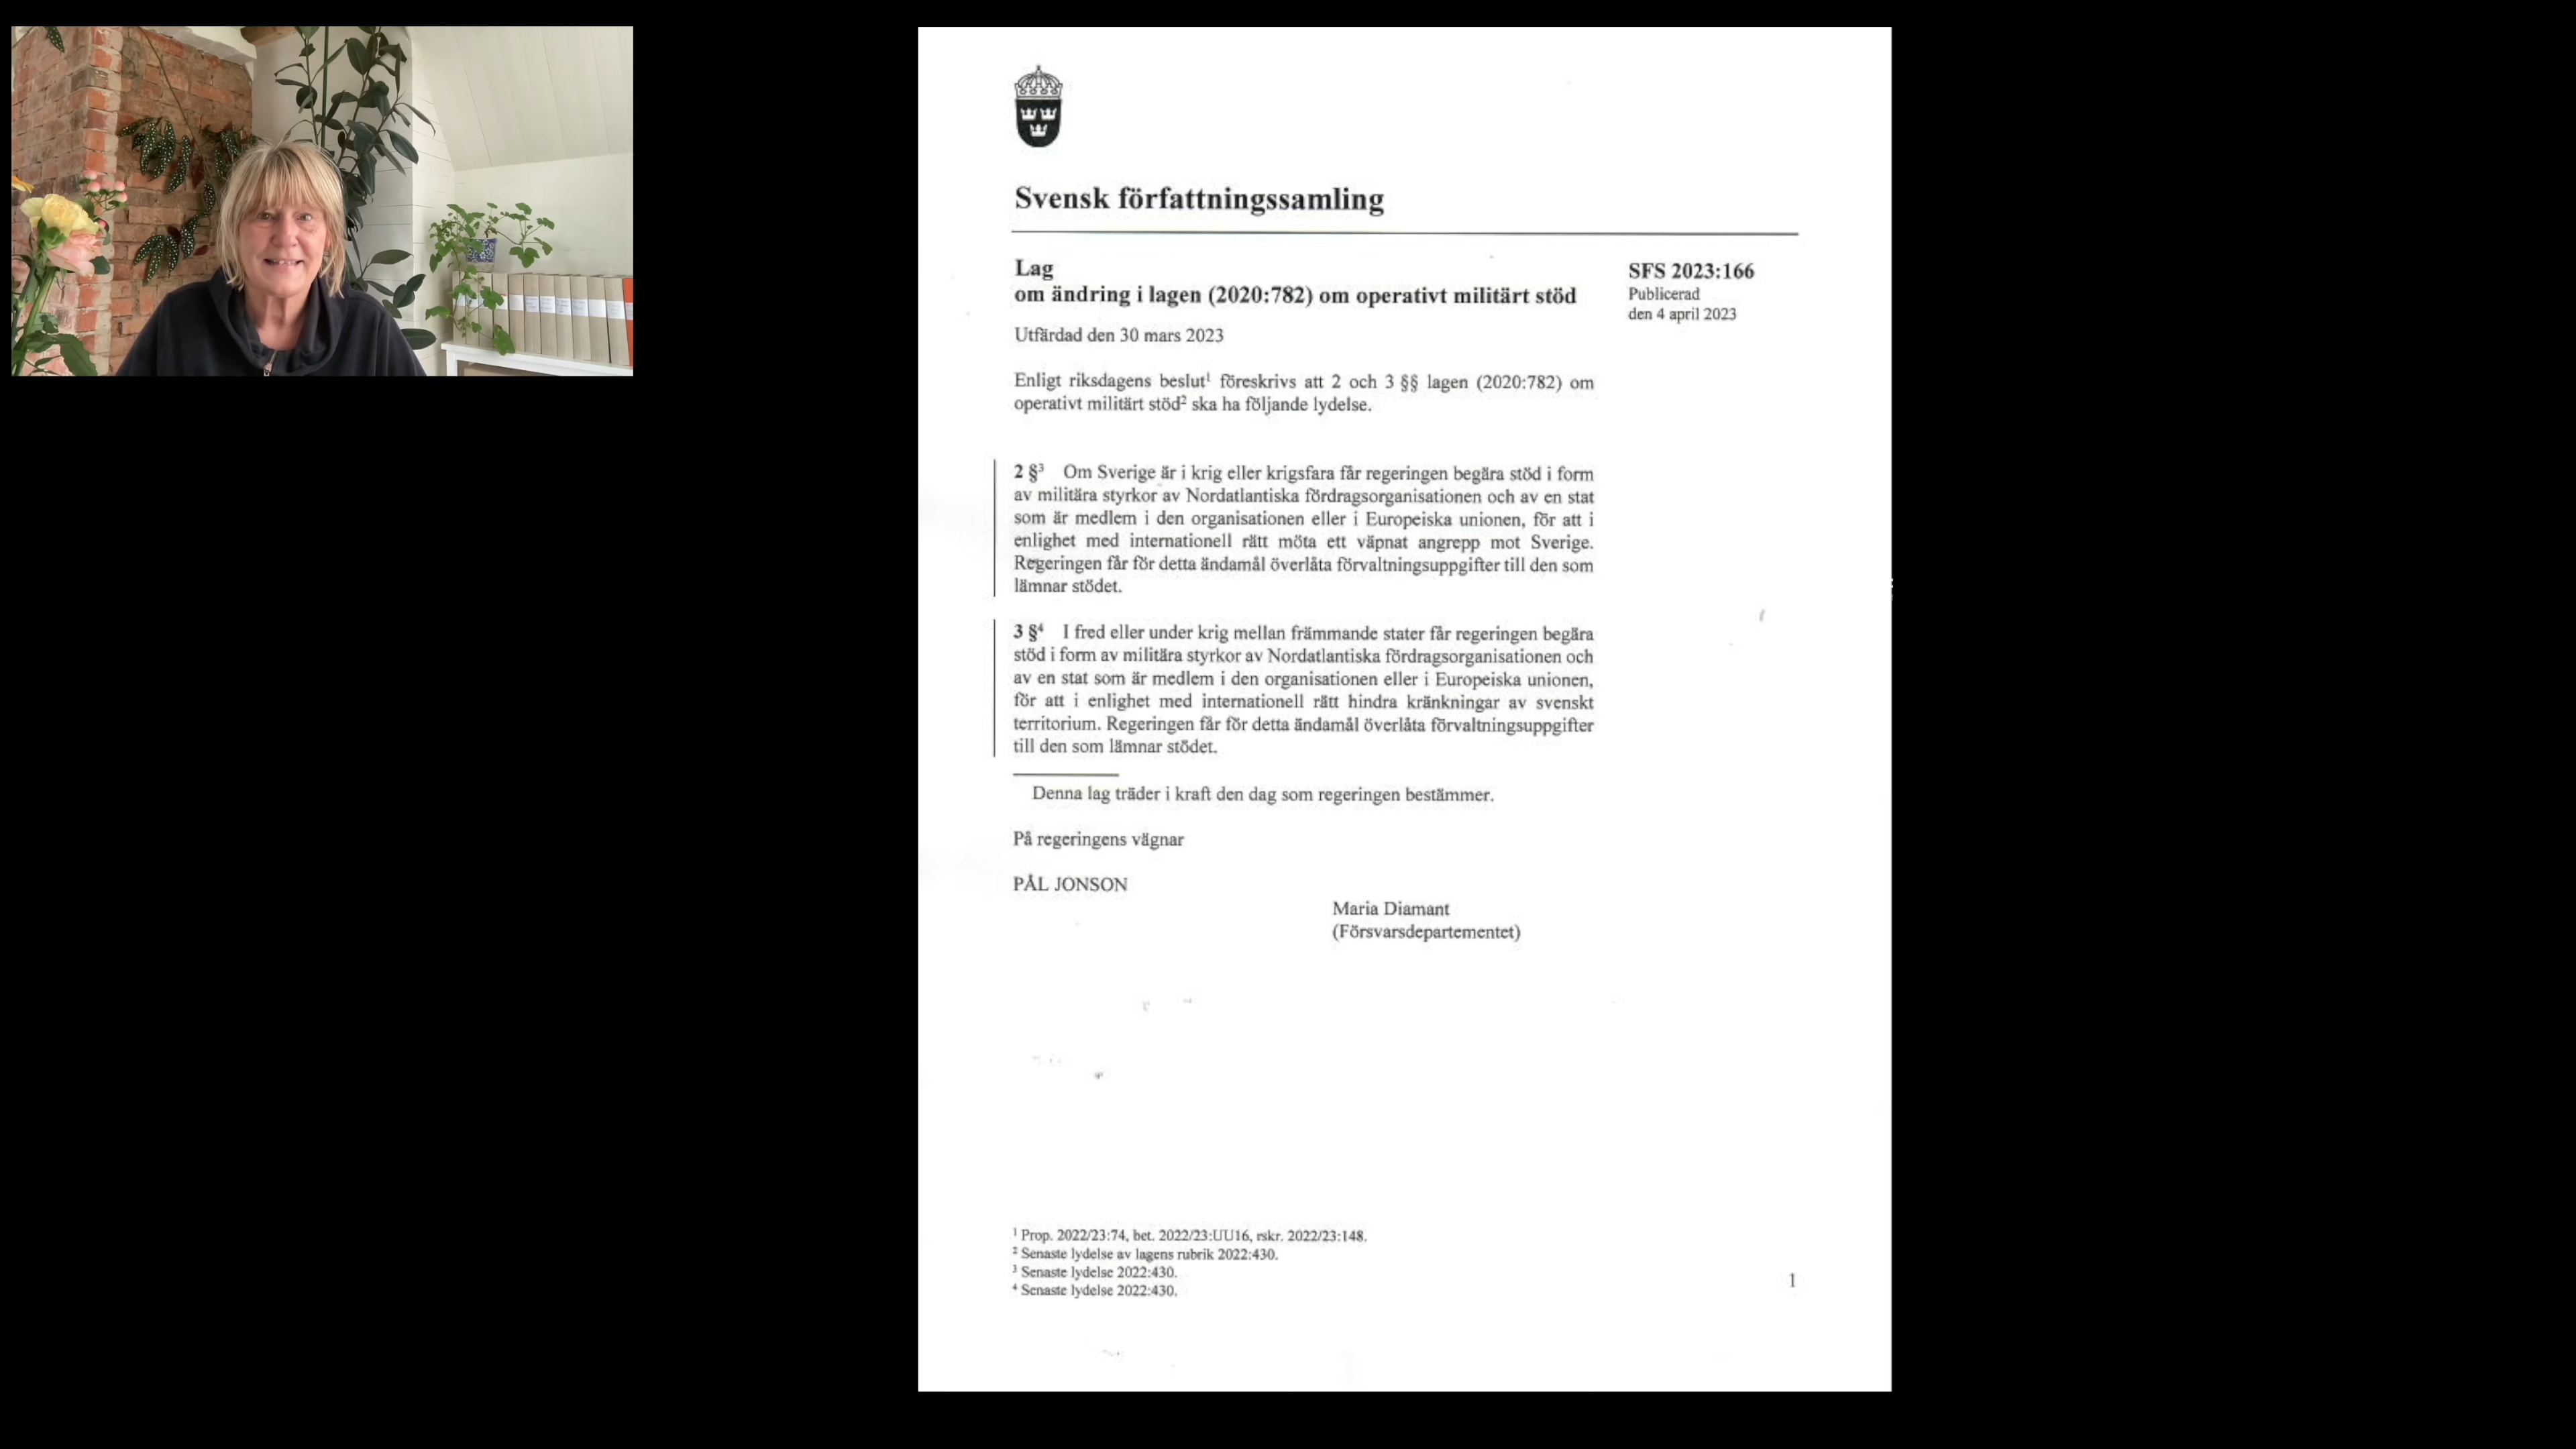 Svensk författningssamling
Lag
om ändring i lagen (2020:782) om operativt militärt stöd
SFS 2023:166
Publicerad
den 4 april 2023
Utfärdad den 30 mars 2023
Enligt riksdagens beslut¹ föreskrivs att 2 och 3 §§ lagen (2020:782) om
operativt militärt stöd² ska ha följande lydelse.
2 §³ Om Sverige är i krig eller krigsfara får regeringen begära stöd i form
av militära styrkor av Nordatlantiska fördragsorganisationen och av en stat
som är medlem i den organisationen eller i Europeiska unionen, för att i
enlighet med internationell rätt möta ett väpnat angrepp mot Sverige.
Regeringen får för detta ändamål överlåta förvaltningsuppgifter till den som
lämnar stödet.
3 §⁴ I fred eller under krig mellan främmande stater får regeringen begära
stöd i form av militära styrkor av Nordatlantiska fördragsorganisationen och
av en stat som är medlem i den organisationen eller i Europeiska unionen,
för att i enlighet med internationell rätt hindra kränkningar av svenskt
territorium. Regeringen får för detta ändamål överlåta förvaltningsuppgifter
till den som lämnar stödet.
Denna lag träder i kraft den dag som regeringen bestämmer.
På regeringens vägnar
PÅL JONSON
Maria Diamant
(Försvarsdepartementet)
¹ Prop. 2022/23:74, bet. 2022/23:UU16, rskr. 2022/23:148.
² Senaste lydelse av lagens rubrik 2022:430.
³ Senaste lydelse 2022:430.
⁴ Senaste lydelse 2022:430.
1